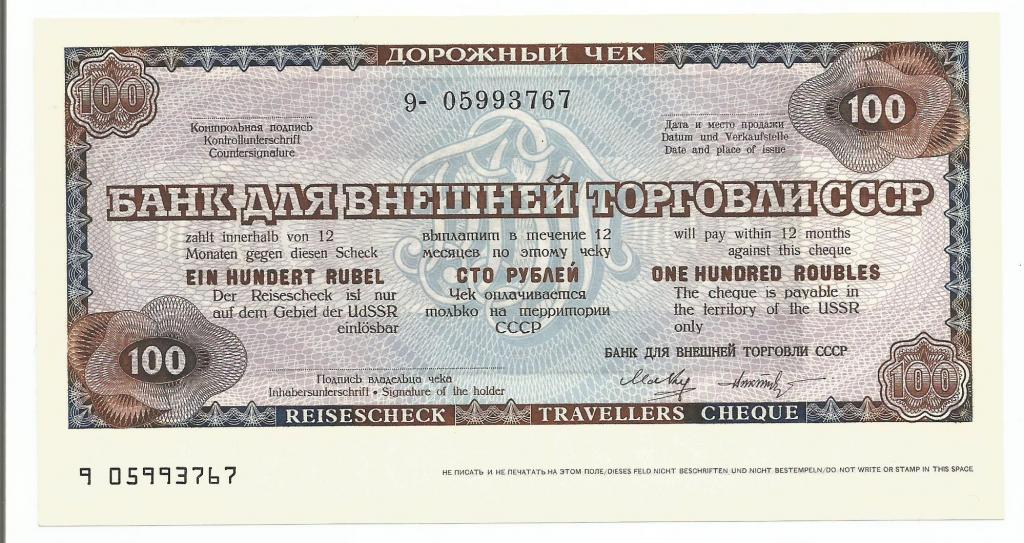 ДОРОЖНЫЙ ЧЕК
100
9- 05993767
100
Контрольная подпись
Kontrollunterschrift
Countersignature
Дата и место продажи
Datum und Verkaufstelle
Date and place of issue
БАНК ДЛЯ ВНЕШНЕЙ ТОРГОВЛИ СССР
zahlt innerhalb von 12
Monaten gegen diesen Scheck
EIN HUNDERT RUBEL
Der Reisescheck ist nur
auf dem Gebiet der UdSSR
einlösbar
выплатит в течение 12
месяцев по этому чеку
СТО РУБЛЕЙ
Чек оплачивается
только на территории
СССР
will pay within 12 months
against this cheque
ONE HUNDRED ROUBLES
The cheque is payable in
the territory of the USSR
only
БАНК ДЛЯ ВНЕШНЕЙ ТОРГОВЛИ СССР
100
100
Подпись владельца чека
Inhabersunterschrift • Signature of the holder
REISESCHECK
TRAVELLERS CHEQUE
9 05993767
НЕ ПИСАТЬ И НЕ ПЕЧАТАТЬ НА ЭТОМ ПОЛЕ/DIESES FELD NICHT BESCHRIFTEN UND NICHT BESTEMPELN/DO NOT WRITE OR STAMP IN THIS SPACE